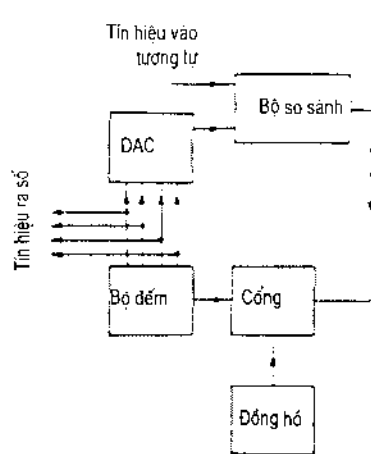 Tín hiệu vào
tương tự
Bộ so sánh
DAC
Tín hiệu ra số
Bộ đếm
Cổng
Đồng hồ